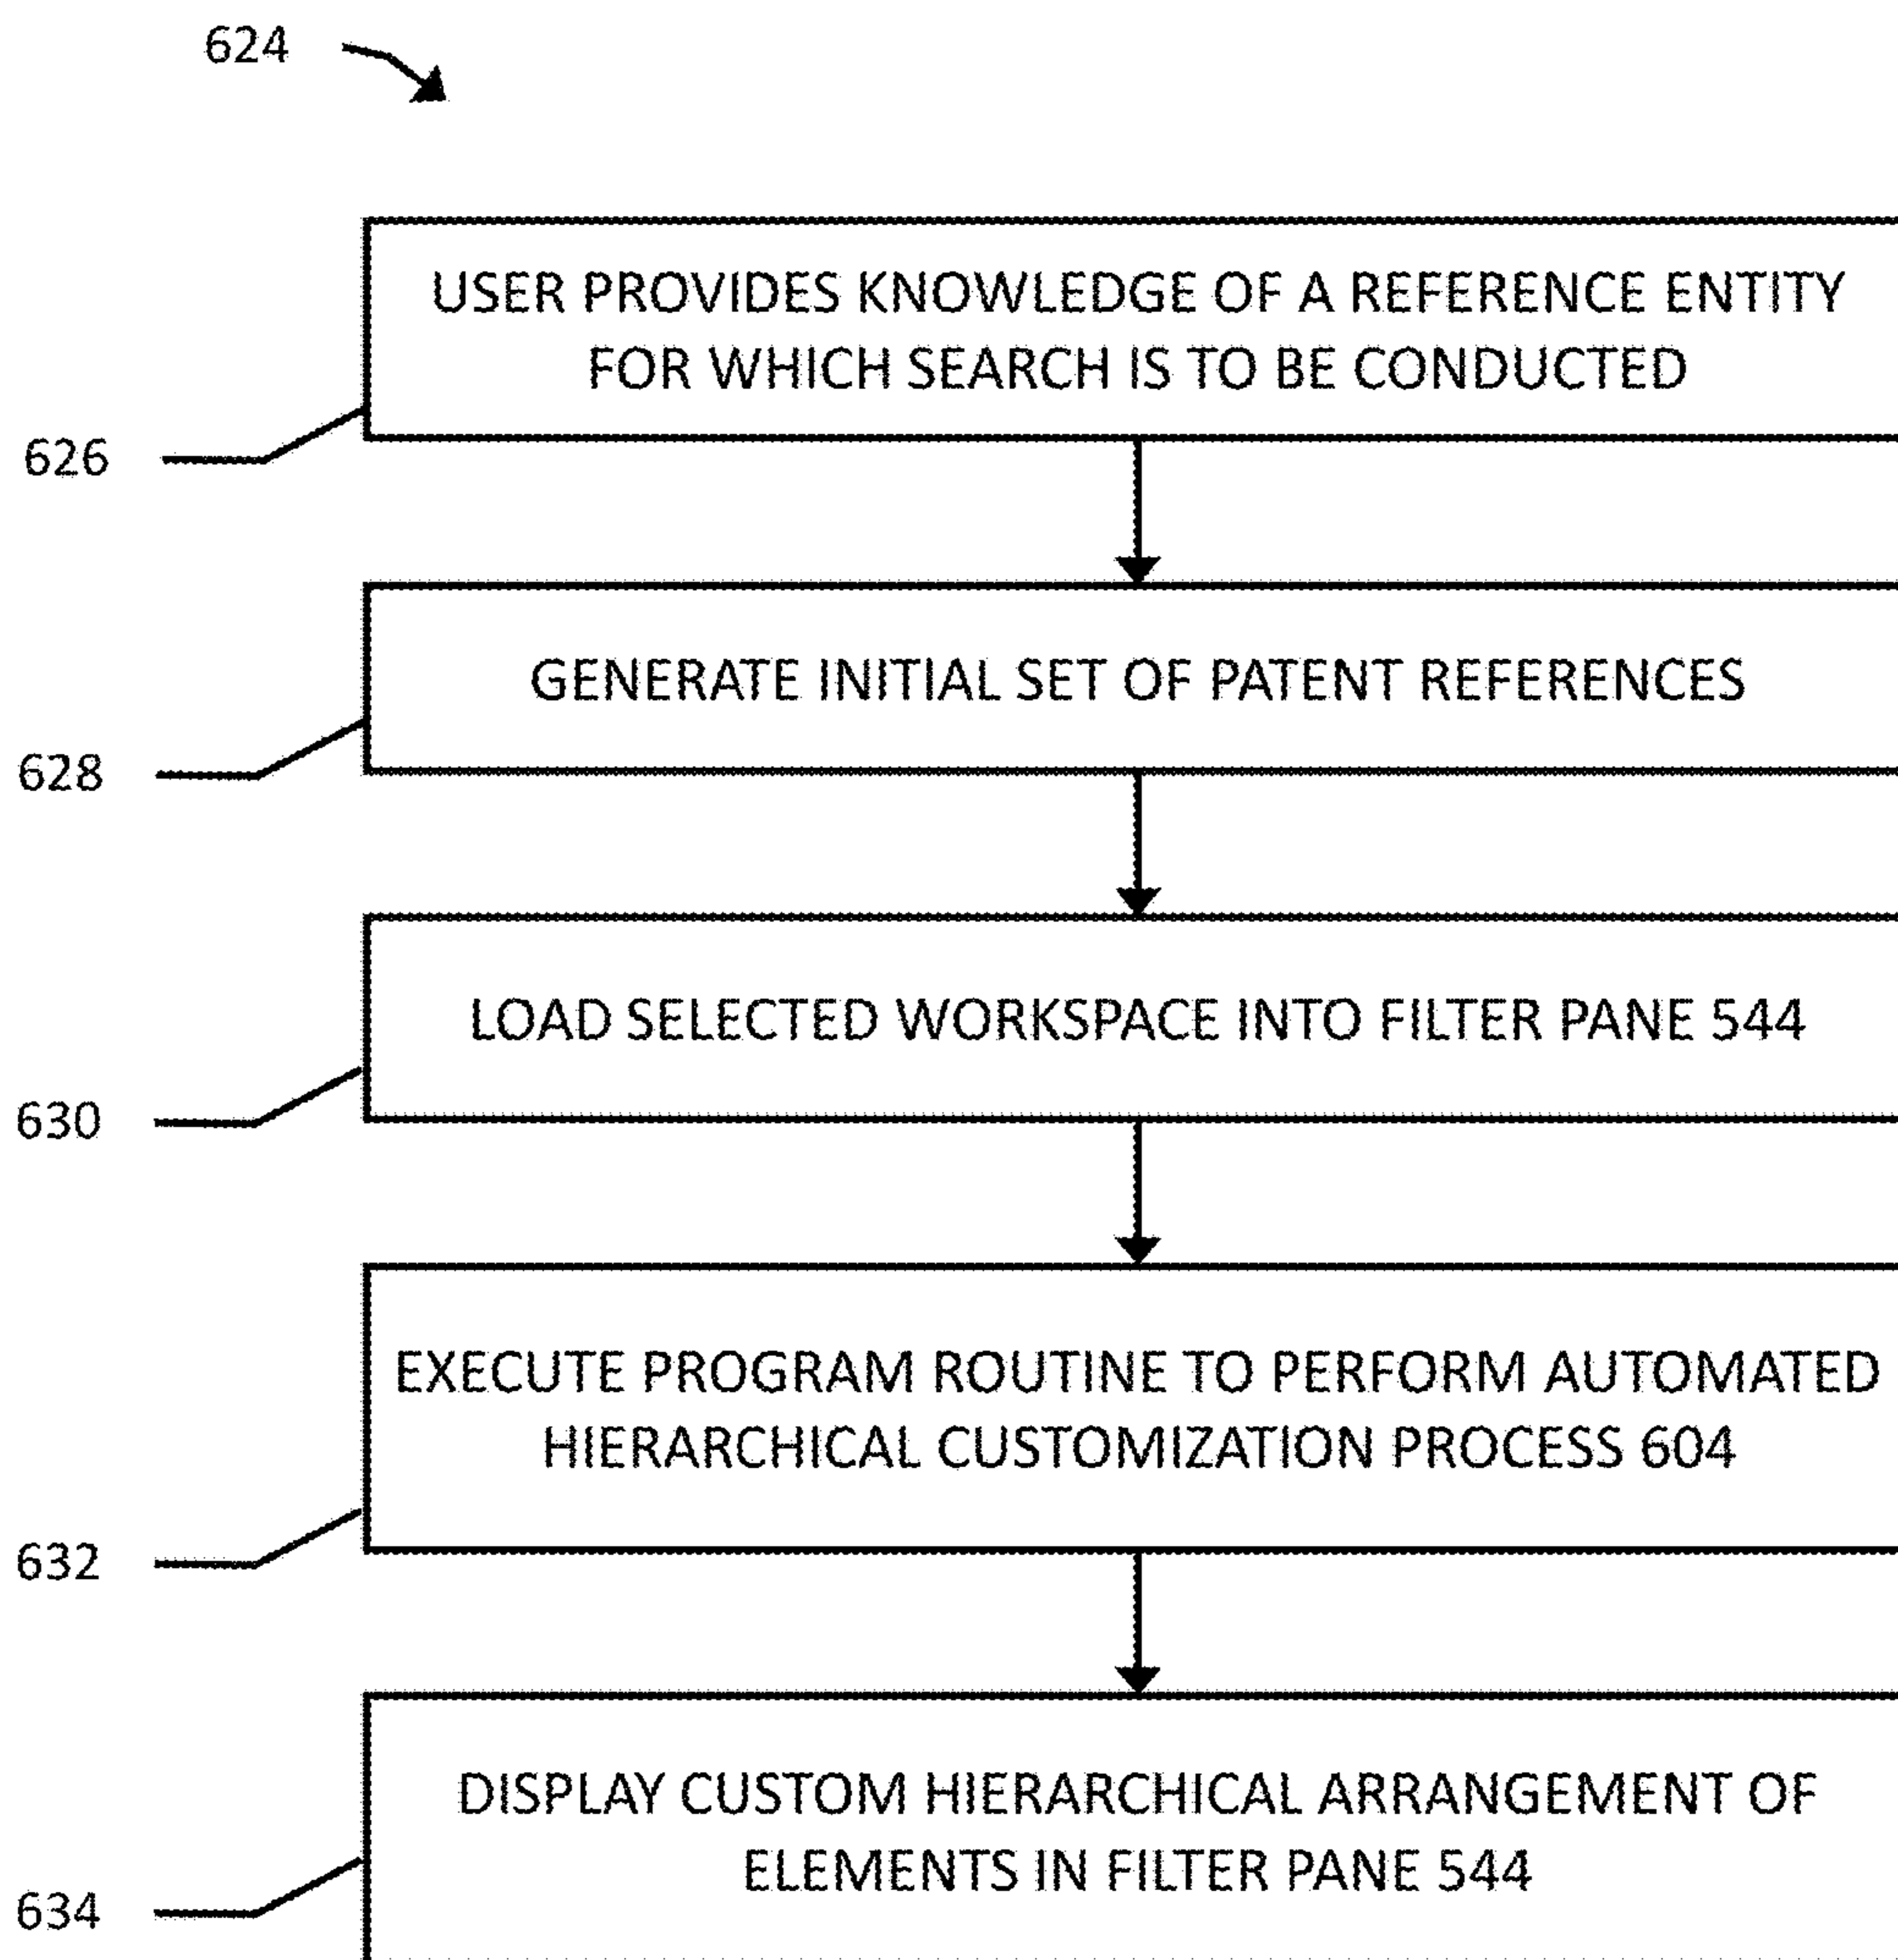 624
USER PROVIDES KNOWLEDGE OF A REFERENCE ENTITY
FOR WHICH SEARCH IS TO BE CONDUCTED
626
GENERATE INITIAL SET OF PATENT REFERENCES
628
LOAD SELECTED WORKSPACE INTO FILTER PANE 544
630
EXECUTE PROGRAM ROUTINE TO PERFORM AUTOMATED
HIERARCHICAL CUSTOMIZATION PROCESS 604
632
DISPLAY CUSTOM HIERARCHICAL ARRANGEMENT OF
ELEMENTS IN FILTER PANE 544
634